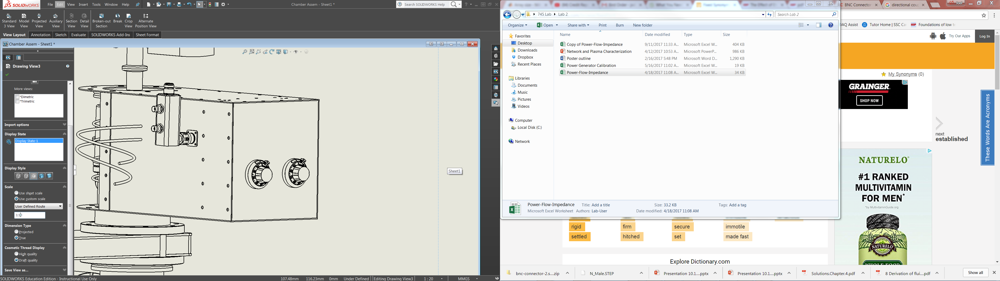 SOLIDWORKS
File Edit View Insert Tools Window Help
Chamber Assem - Sheet1 *
Search SOLIDWORKS Help
Standard 3 View
Model View
Projected View
Auxiliary View
Section View
Detail View
Broken-out Section
Break
Crop View
Alternate Position View
View Layout Annotation Sketch Evaluate SOLIDWORKS Add-Ins Sheet Format
Chamber Assem - Sheet1 *
Drawing View3
More views:
*Dimetric
*Trimetric
Import options
Display State
Display State-1
Display Style
Scale
Use sheet scale
Use custom scale
User Defined Route
1:10
Dimension Type
Projected
True
Cosmetic Thread Display
High quality
Draft quality
Save View as...
Sheet1
SOLIDWORKS Education Edition - Instructional Use Only
107.48mm 116.23mm 0mm Under Defined Editing Drawing View3 1 : 20 MMGS
745 Lab Lab 2
Search Lab 2
Organize Open Share with Print Burn New folder
Name Date modified Type Size
Favorites
Desktop
Downloads
Dropbox
Recent Places
Libraries
Documents
Music
Pictures
Videos
Computer
Local Disk (C:)
Network
Copy of Power-Flow-Impedance 9/11/2017 11:33 A... Microsoft Excel W... 404 KB
Network and Plasma Characterization 4/12/2017 10:53 A... Microsoft PowerP... 986 KB
Poster outline 2/16/2017 5:48 PM Microsoft Word D... 1,290 KB
Power Generator Calibration 5/16/2017 11:02 A... Microsoft Excel W... 19 KB
Power-Flow-Impedance 4/18/2017 11:08 A... Microsoft Excel W... 34 KB
Power-Flow-Impedance Title: Add a title Size: 33.2 KB Tags: Add a tag
Microsoft Excel Worksheet Authors: Lab-User Date modified: 4/18/2017 11:08 AM
BNC Connector
directional coup
Joel
DAQ Assist
Tutor Home | SSC Ca
IOP Foundations of low t
Try Our Apps
Log In
My Synonyms (0)
GRAINGER
SHOP NOW
next
established
These Words Are Acronyms
NATURELO
#1 RANKED
MULTIVITAMIN
FOR MEN*
*by MultivitaminGuide.org
NATURELO
WHOLE FOOD
rigid firm secure immotile
settled hitched set made fast
Explore Dictionary.com
bnc-connector-2.s....zip
N_Male.STEP
Presentation 10.1....pptx
Presentation 10.1....pptx
Solutions.Chapter.4.pdf
8 Derivation of flui....pdf
Show all